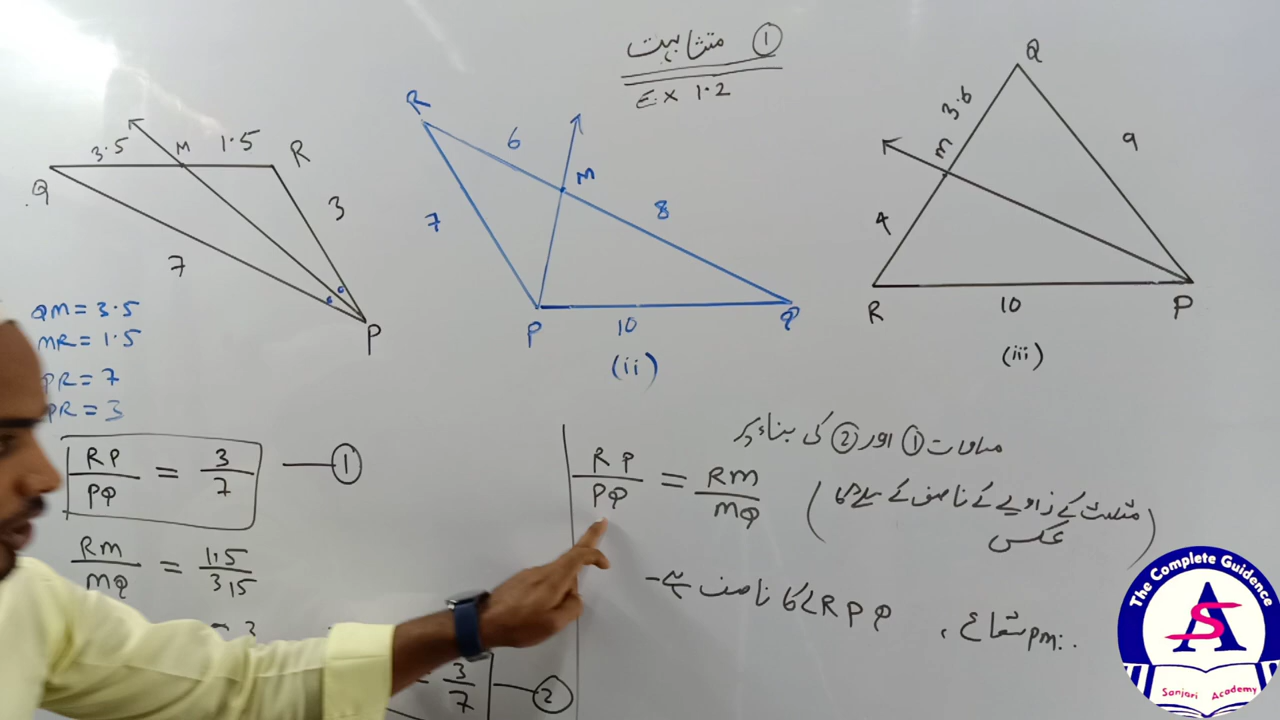 ① متشابہت
EX 1.2
Q
3.5
M
1.5
R
3
7
P
R
6
M
7
8
P
10
Q
(ii)
Q
3.6
m
9
4
R
10
P
(iii)
QM = 3.5
MR = 1.5
PR = 7
PR = 3
RP/PQ = 3/7 — ①
RM/MQ = 1.5/3.5
3/7 — ②
مساوات ① اور ② کی بناء پر
RP/PQ = RM/MQ
(مثلث کے زاویے کے ناصف کے مسئلے کا
عکس)
∴ PM شعاع ، ∠RPQ کا ناصف ہے -
The Complete Guidence
AS
Sanjari Academy